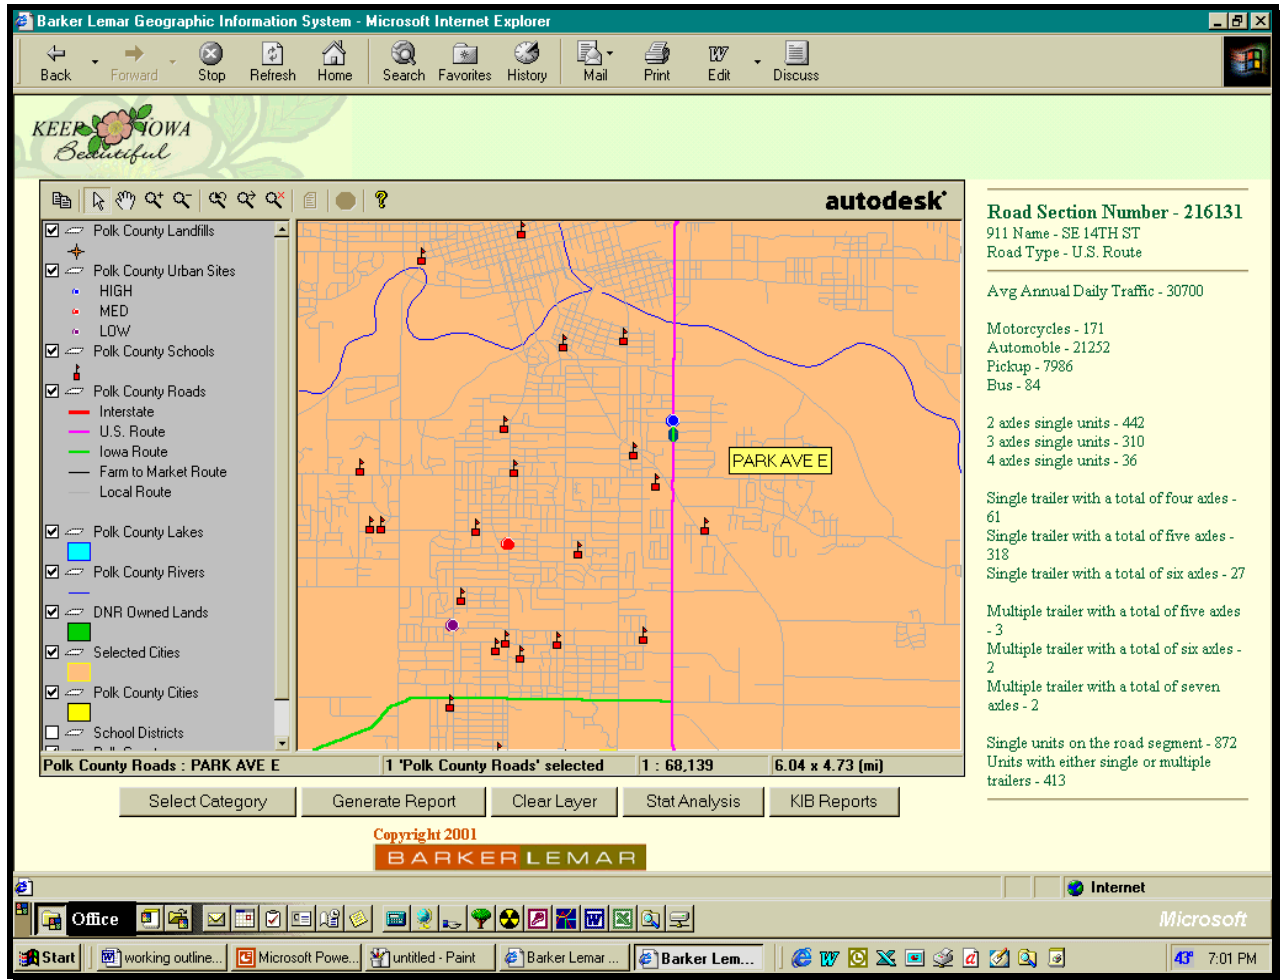 Barker Lemar Geographic Information System - Microsoft Internet Explorer
Back
Forward
Stop
Refresh
Home
Search
Favorites
History
Mail
Print
Edit
Discuss
KEEP IOWA
Beautiful
autodesk
Polk County Landfills
Polk County Urban Sites
HIGH
MED
LOW
Polk County Schools
Polk County Roads
Interstate
U.S. Route
Iowa Route
Farm to Market Route
Local Route
Polk County Lakes
Polk County Rivers
DNR Owned Lands
Selected Cities
Polk County Cities
School Districts
PARK AVE E
Polk County Roads : PARK AVE E
1 'Polk County Roads' selected
1 : 68,139
6.04 x 4.73 (mi)
Road Section Number - 216131
911 Name - SE 14TH ST
Road Type - U.S. Route
Avg Annual Daily Traffic - 30700
Motorcycles - 171
Automoble - 21252
Pickup - 7986
Bus - 84
2 axles single units - 442
3 axles single units - 310
4 axles single units - 36
Single trailer with a total of four axles -
61
Single trailer with a total of five axles -
318
Single trailer with a total of six axles - 27
Multiple trailer with a total of five axles
- 3
Multiple trailer with a total of six axles -
2
Multiple trailer with a total of seven
axles - 2
Single units on the road segment - 872
Units with either single or multiple
trailers - 413
Select Category
Generate Report
Clear Layer
Stat Analysis
KIB Reports
Copyright 2001
BARKER LEMAR
Internet
Office
Microsoft
Start
working outline...
Microsoft Powe...
untitled - Paint
Barker Lemar ...
Barker Lem...
43°
7:01 PM